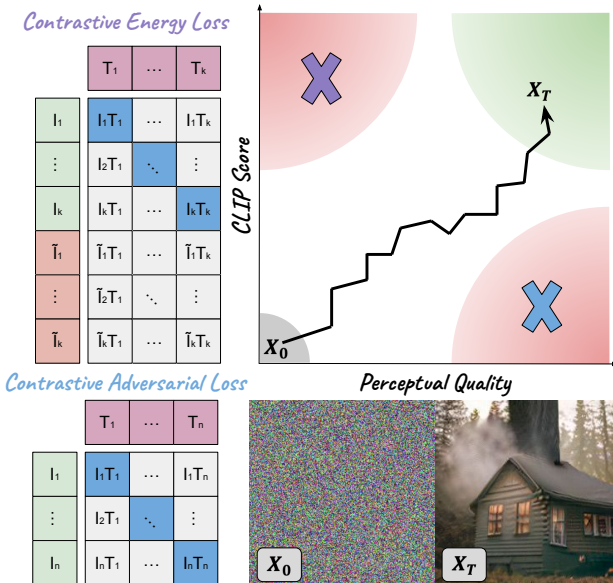 Contrastive Energy Loss
T₁ ⋯ Tₖ
I₁ I₁T₁ ⋯ I₁Tₖ
⋮ I₂T₁ ⋱ ⋮
Iₖ IₖT₁ ⋯ IₖTₖ
Ĩ₁ Ĩ₁T₁ ⋯ Ĩ₁Tₖ
⋮ Ĩ₂T₁ ⋱ ⋮
Ĩₖ ĨₖT₁ ⋯ ĨₖTₖ
CLIP Score
X_T
X₀
Perceptual Quality
Contrastive Adversarial Loss
T₁ ⋯ Tₙ
I₁ I₁T₁ ⋯ I₁Tₙ
⋮ I₂T₁ ⋱ ⋮
Iₙ IₙT₁ ⋯ IₙTₙ
X₀
X_T